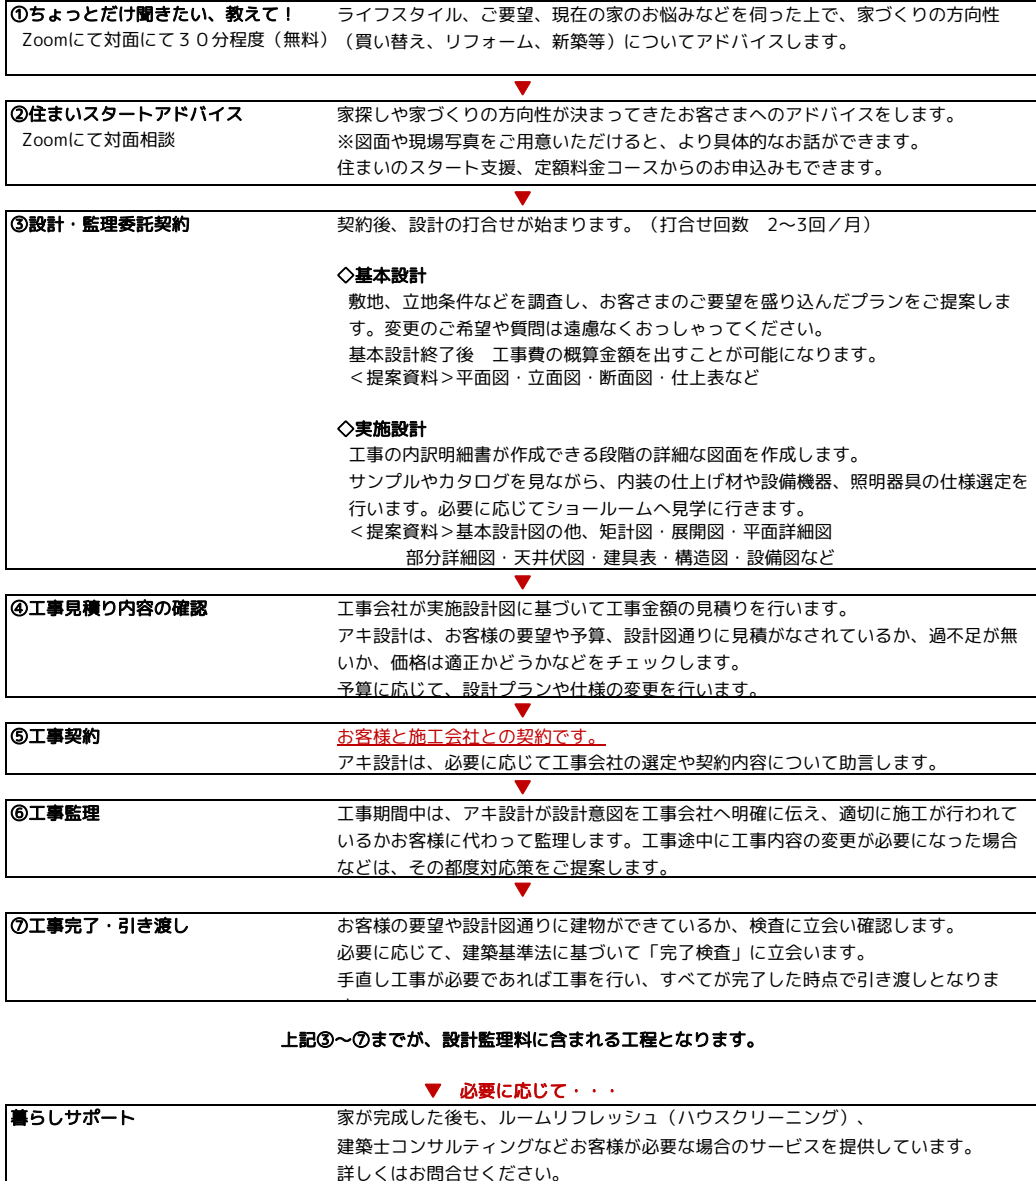 ①ちょっとだけ聞きたい、教えて！　ライフスタイル、ご要望、現在の家のお悩みなどを伺った上で、家づくりの方向性
Zoomにて対面にて３０分程度（無料）（買い替え、リフォーム、新築等）についてアドバイスします。
▼
②住まいスタートアドバイス　家探しや家づくりの方向性が決まってきたお客さまへのアドバイスをします。
Zoomにて対面相談　※図面や現場写真をご用意いただけると、より具体的なお話ができます。
住まいのスタート支援、定額料金コースからのお申込みもできます。
▼
③設計・監理委託契約　契約後、設計の打合せが始まります。（打合せ回数　2～3回／月）
◇基本設計
敷地、立地条件などを調査し、お客さまのご要望を盛り込んだプランをご提案しま
す。変更のご希望や質問は遠慮なくおっしゃってください。
基本設計終了後　工事費の概算金額を出すことが可能になります。
＜提案資料＞平面図・立面図・断面図・仕上表など
◇実施設計
工事の内訳明細書が作成できる段階の詳細な図面を作成します。
サンプルやカタログを見ながら、内装の仕上げ材や設備機器、照明器具の仕様選定を
行います。必要に応じてショールームへ見学に行きます。
＜提案資料＞基本設計図の他、矩計図・展開図・平面詳細図
部分詳細図・天井伏図・建具表・構造図・設備図など
▼
④工事見積り内容の確認　工事会社が実施設計図に基づいて工事金額の見積りを行います。
アキ設計は、お客様の要望や予算、設計図通りに見積がなされているか、過不足が無
いか、価格は適正かどうかなどをチェックします。
予算に応じて、設計プランや仕様の変更を行います。
▼
⑤工事契約　お客様と施工会社との契約です。
アキ設計は、必要に応じて工事会社の選定や契約内容について助言します。
▼
⑥工事監理　工事期間中は、アキ設計が設計意図を工事会社へ明確に伝え、適切に施工が行われて
いるかお客様に代わって監理します。工事途中に工事内容の変更が必要になった場合
などは、その都度対応策をご提案します。
▼
⑦工事完了・引き渡し　お客様の要望や設計図通りに建物ができているか、検査に立会い確認します。
必要に応じて、建築基準法に基づいて「完了検査」に立会います。
手直し工事が必要であれば工事を行い、すべてが完了した時点で引き渡しとなりま
上記③～⑦までが、設計監理料に含まれる工程となります。
▼　必要に応じて・・・
暮らしサポート　家が完成した後も、ルームリフレッシュ（ハウスクリーニング）、
建築士コンサルティングなどお客様が必要な場合のサービスを提供しています。
詳しくはお問合せください。